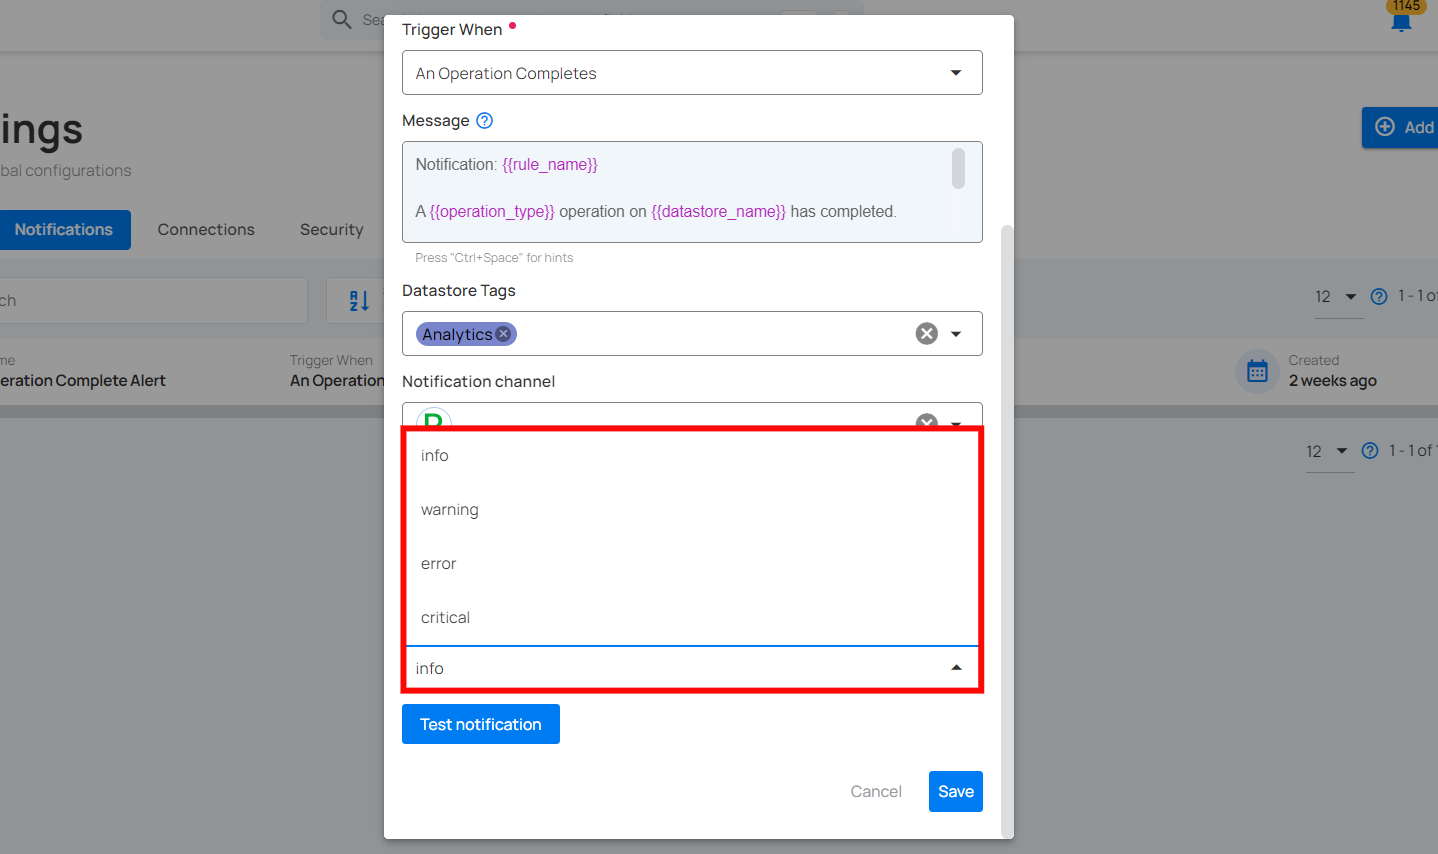 1145
Trigger When
An Operation Completes
ings
Add
Message
bal configurations
Notification: {{rule_name}}
A {{operation_type}} operation on {{datastore_name}} has completed.
Notifications
Connections
Security
Press "Ctrl+Space" for hints
Datastore Tags
12
1 - 1 of
ch
Analytics
me
Trigger When
Created
eration Complete Alert
An Operation
2 weeks ago
Notification channel
12
1 - 1 of
info
warning
error
critical
info
Test notification
Cancel
Save